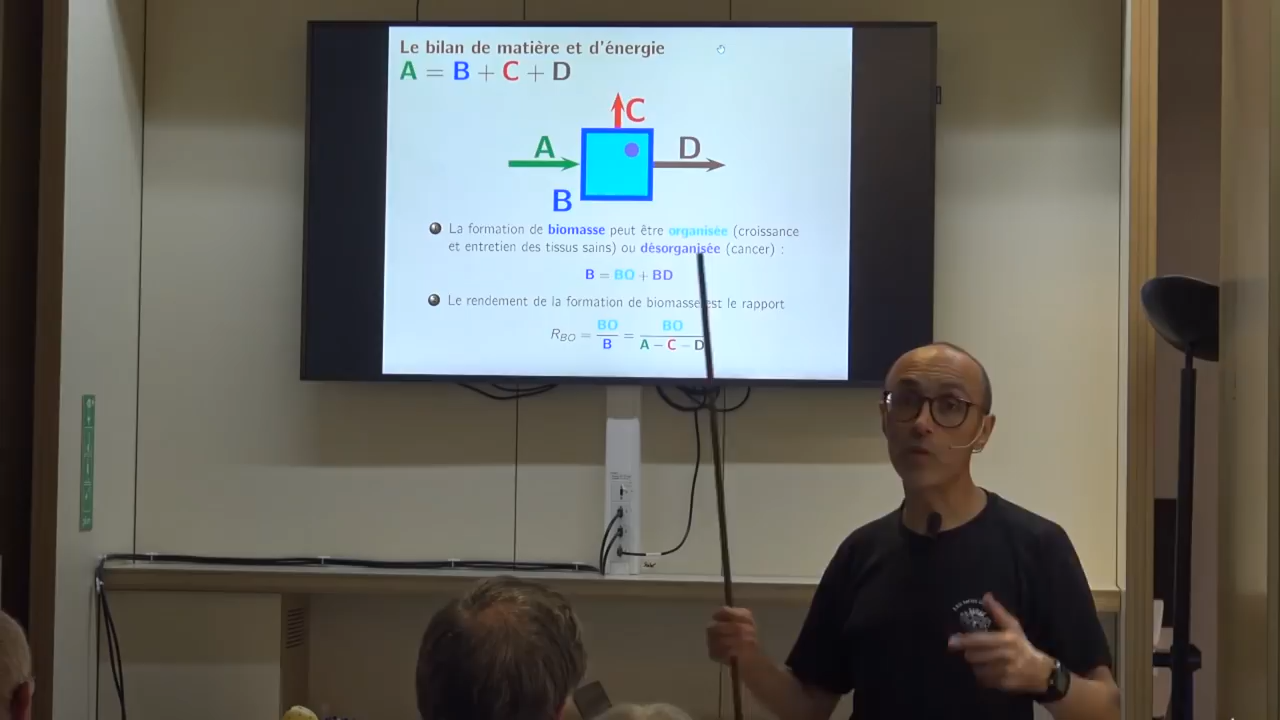 Le bilan de matière et d'énergie
A = B + C + D
C
A
D
B
La formation de biomasse peut être organisée (croissance
et entretien des tissus sains) ou désorganisée (cancer) :
B = BO + BD
Le rendement de la formation de biomasse est le rapport
R_BO = BO/B = BO/(A − C − D)